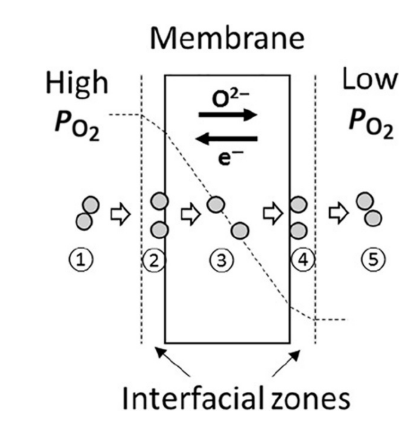 Membrane
High
PO2
Low
PO2
O2−
e−
① ② ③ ④ ⑤
Interfacial zones